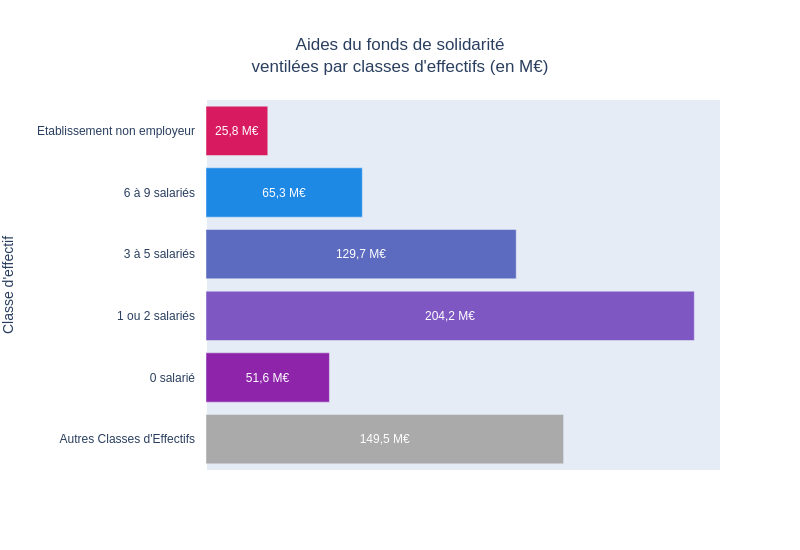 Aides du fonds de solidarité
ventilées par classes d'effectifs (en M€)
Classe d'effectif
Etablissement non employeur
25,8 M€
6 à 9 salariés
65,3 M€
3 à 5 salariés
129,7 M€
1 ou 2 salariés
204,2 M€
0 salarié
51,6 M€
Autres Classes d'Effectifs
149,5 M€